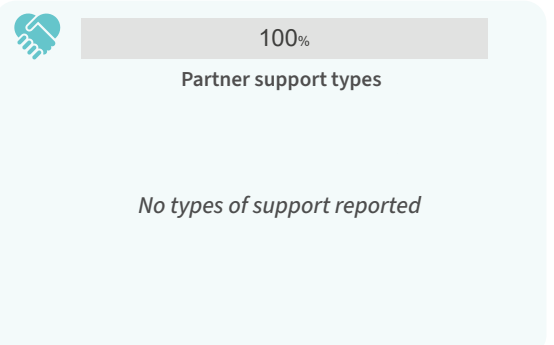 100%
Partner support types
No types of support reported